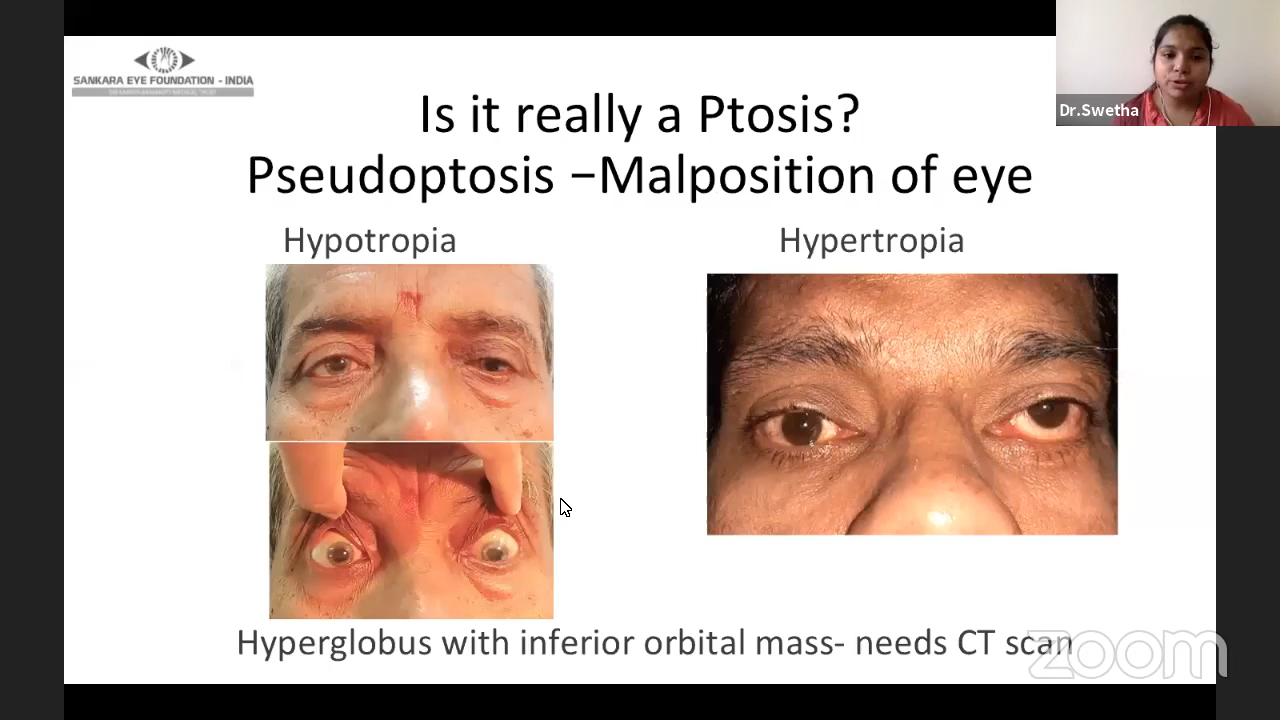 SANKARA EYE FOUNDATION - INDIA
Dr.Swetha
Is it really a Ptosis?
Pseudoptosis –Malposition of eye
Hypotropia
Hypertropia
Hyperglobus with inferior orbital mass- needs CT scan
zoom